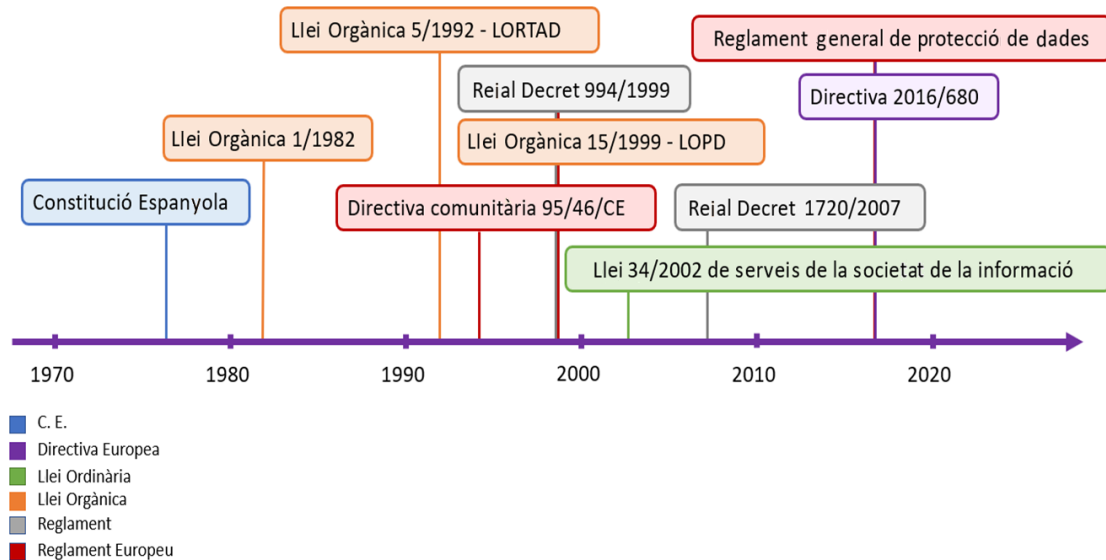 Llei Orgànica 5/1992 - LORTAD
Reglament general de protecció de dades
Reial Decret 994/1999
Directiva 2016/680
Llei Orgànica 1/1982
Llei Orgànica 15/1999 - LOPD
Constitució Espanyola
Directiva comunitària 95/46/CE
Reial Decret 1720/2007
Llei 34/2002 de serveis de la societat de la informació
1970
1980
1990
2000
2010
2020
C. E.
Directiva Europea
Llei Ordinària
Llei Orgànica
Reglament
Reglament Europeu